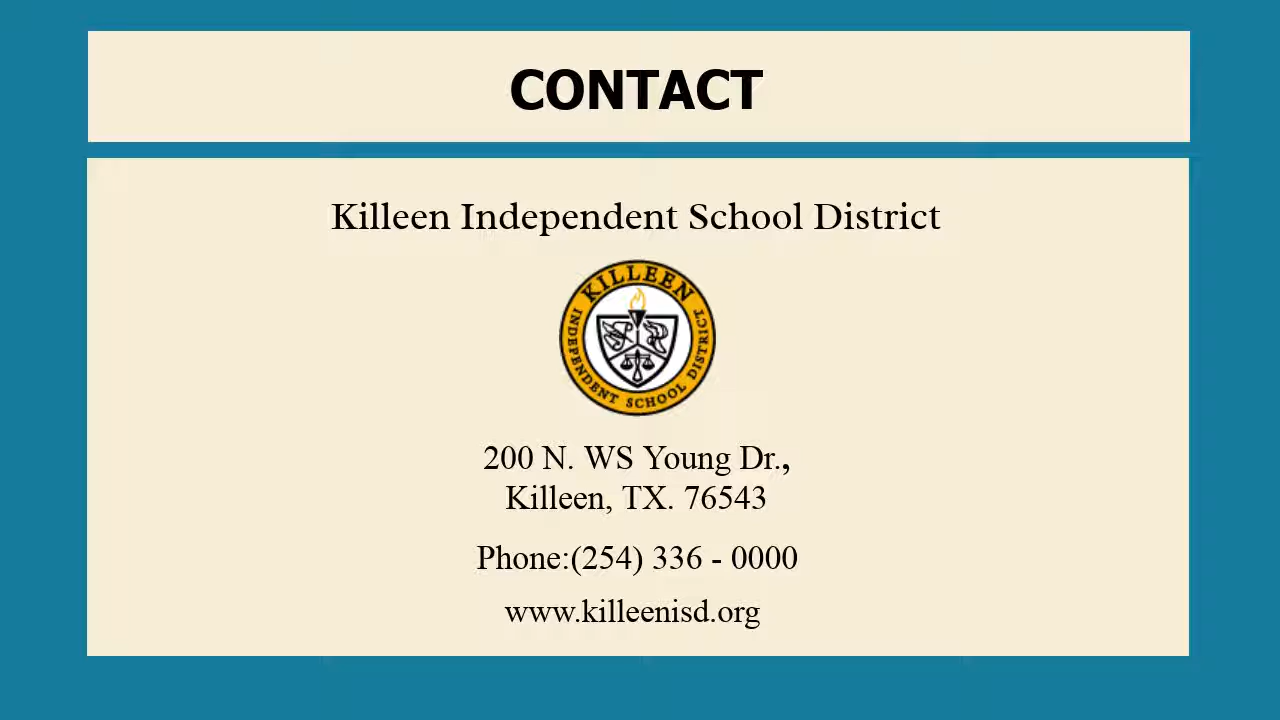 CONTACT
Killeen Independent School District
KILLEEN
INDEPENDENT SCHOOL DISTRICT
200 N. WS Young Dr.,
Killeen, TX. 76543
Phone:(254) 336 - 0000
www.killeenisd.org